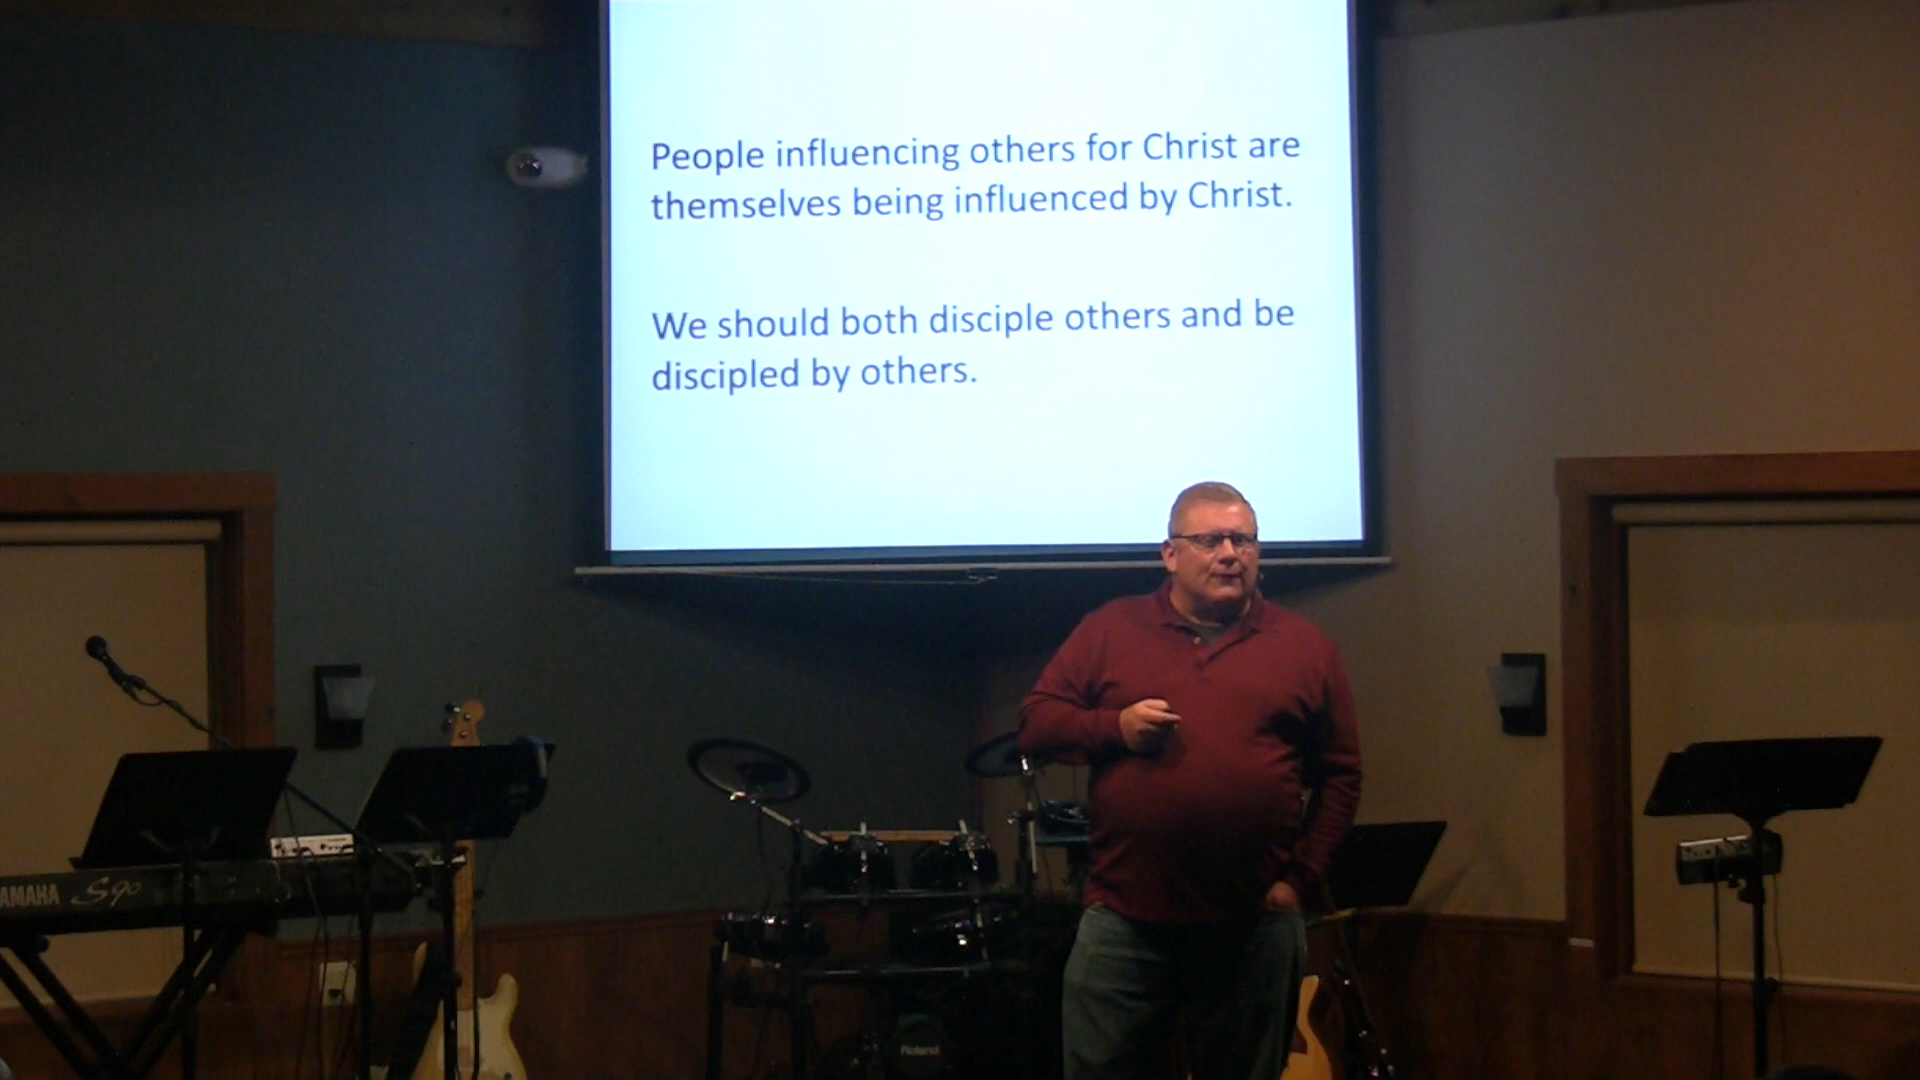 People influencing others for Christ are
themselves being influenced by Christ.
We should both disciple others and be
discipled by others.
AMAHA S90
Roland